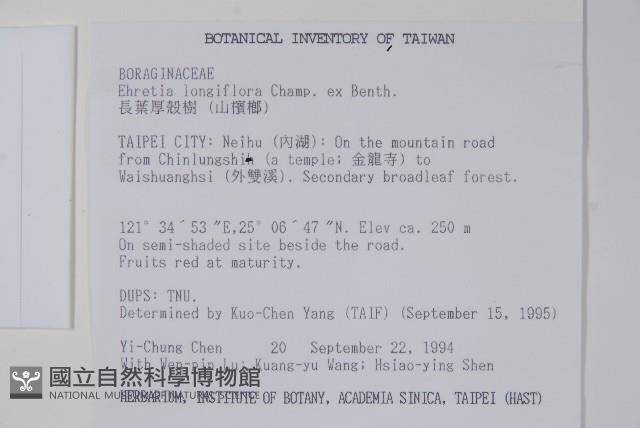 BOTANICAL INVENTORY OF TAIWAN
BORAGINACEAE
Ehretia longiflora Champ. ex Benth.
長葉厚殼樹 (山檳榔)
TAIPEI CITY: Neihu (內湖): On the mountain road
from Chinlungshih (a temple; 金龍寺) to
Waishuanghsi (外雙溪). Secondary broadleaf forest.
121° 34´ 53 "E,25° 06´ 47 "N. Elev ca. 250 m
On semi-shaded site beside the road.
Fruits red at maturity.
DUPS: TNU.
Determined by Kuo-Chen Yang (TAIF) (September 15, 1995)
Yi-Chung Chen 20 September 22, 1994
With Wen-pin Lu; Kuang-yu Wang; Hsiao-ying Shen
國立自然科學博物館
NATIONAL MUSEUM OF NATURAL SCIENCE
HERBARIUM, INSTITUTE OF BOTANY, ACADEMIA SINICA, TAIPEI (HAST)